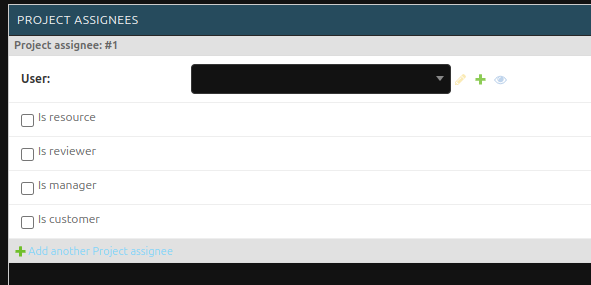 PROJECT ASSIGNEES
Project assignee: #1
User:
Is resource
Is reviewer
Is manager
Is customer
Add another Project assignee